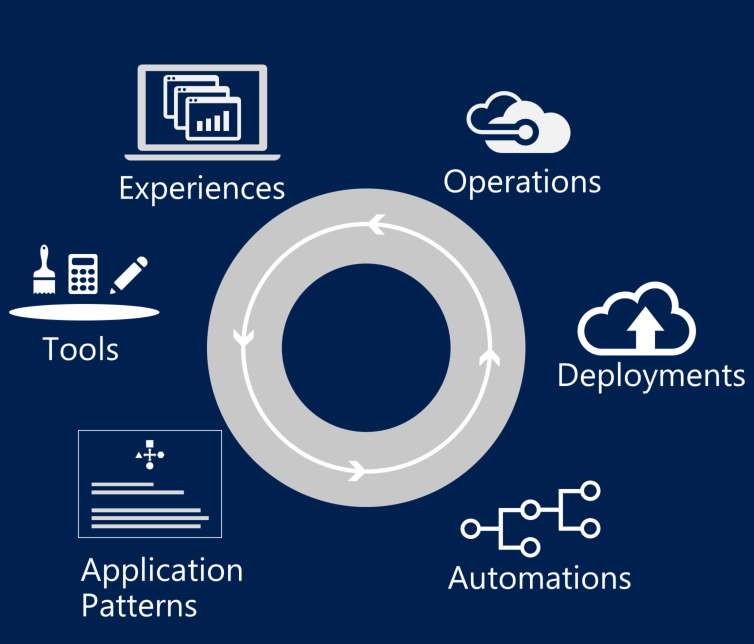 Experiences
Operations
Tools
Deployments
Application
Patterns
Automations